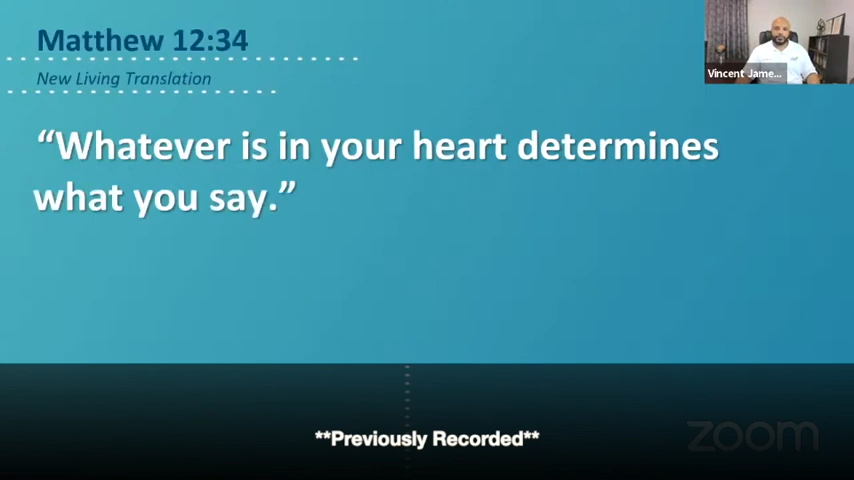 Matthew 12:34
New Living Translation
“Whatever is in your heart determines
what you say.”
Vincent Jame...
**Previously Recorded**
zoom